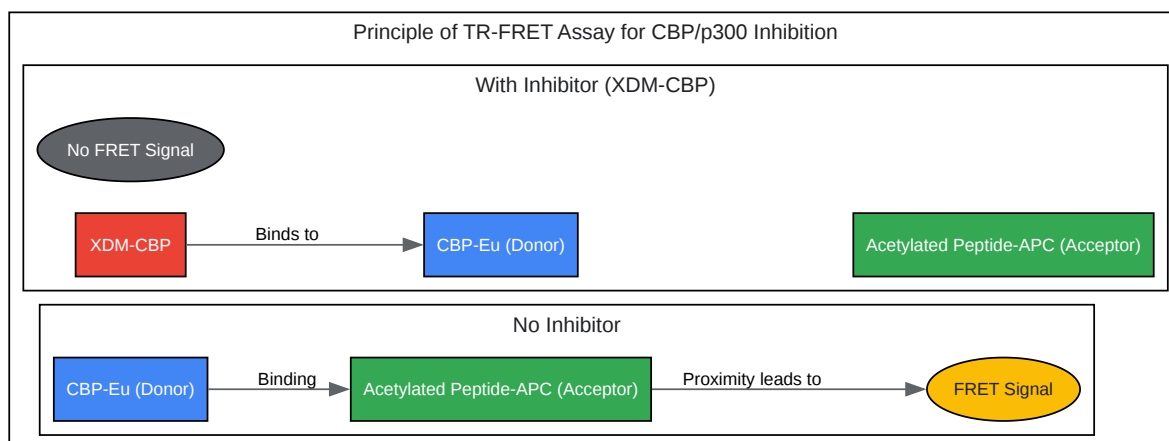 Principle of TR-FRET Assay for CBP/p300 Inhibition
With Inhibitor (XDM-CBP)
No FRET Signal
XDM-CBP
Binds to
CBP-Eu (Donor)
Acetylated Peptide-APC (Acceptor)
No Inhibitor
CBP-Eu (Donor)
Binding
Acetylated Peptide-APC (Acceptor)
Proximity leads to
FRET Signal